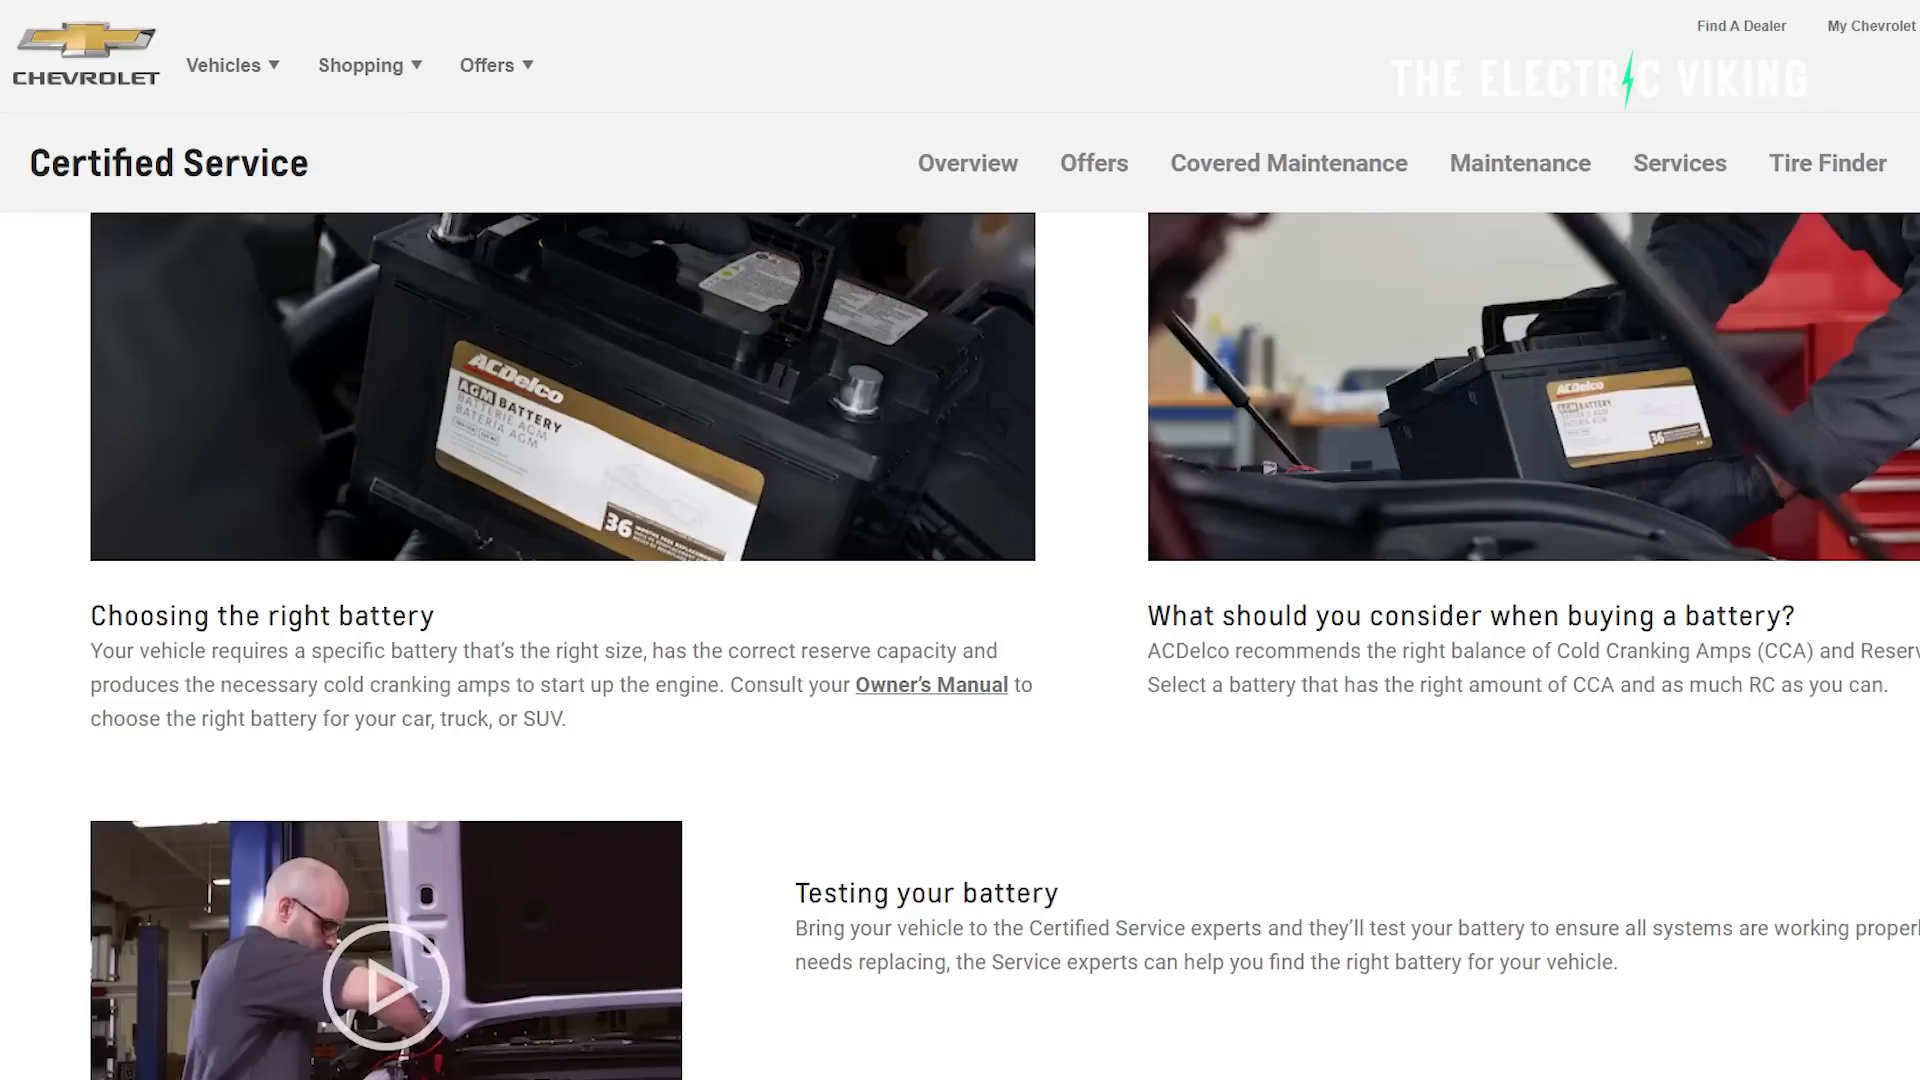 Find A Dealer
My Chevrolet
CHEVROLET
Vehicles
Shopping
Offers
THE ELECTRIC VIKING
Certified Service
Overview
Offers
Covered Maintenance
Maintenance
Services
Tire Finder
ACDelco
AGM BATTERY
BATTERIE AGM
BATERÍA AGM
36
ACDelco
AGM BATTERY
36
Choosing the right battery
Your vehicle requires a specific battery that's the right size, has the correct reserve capacity and
produces the necessary cold cranking amps to start up the engine. Consult your Owner's Manual to
choose the right battery for your car, truck, or SUV.
What should you consider when buying a battery?
ACDelco recommends the right balance of Cold Cranking Amps (CCA) and Reserv
Select a battery that has the right amount of CCA and as much RC as you can.
Testing your battery
Bring your vehicle to the Certified Service experts and they'll test your battery to ensure all systems are working properl
needs replacing, the Service experts can help you find the right battery for your vehicle.